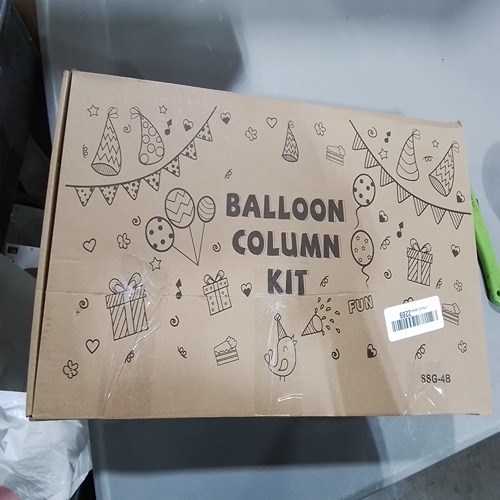 BALLOON
COLUMN
KIT
FUN
SSG-4B